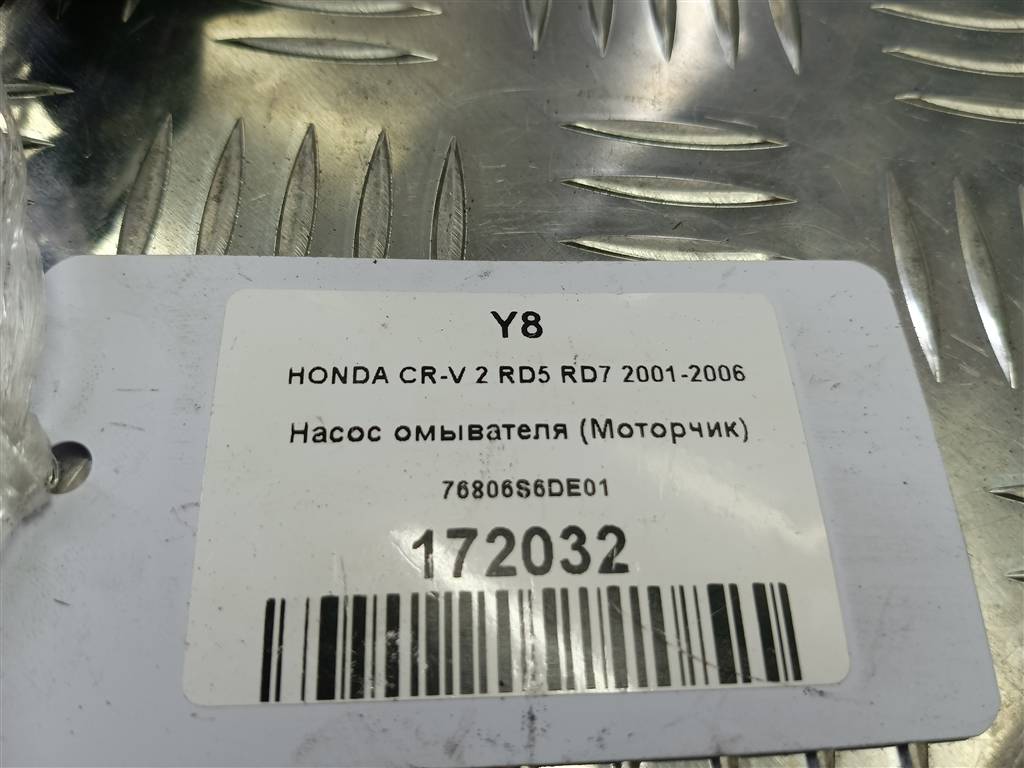 Y8
HONDA CR-V 2 RD5 RD7 2001-2006
Насос омывателя (Моторчик)
76806S6DE01
172032